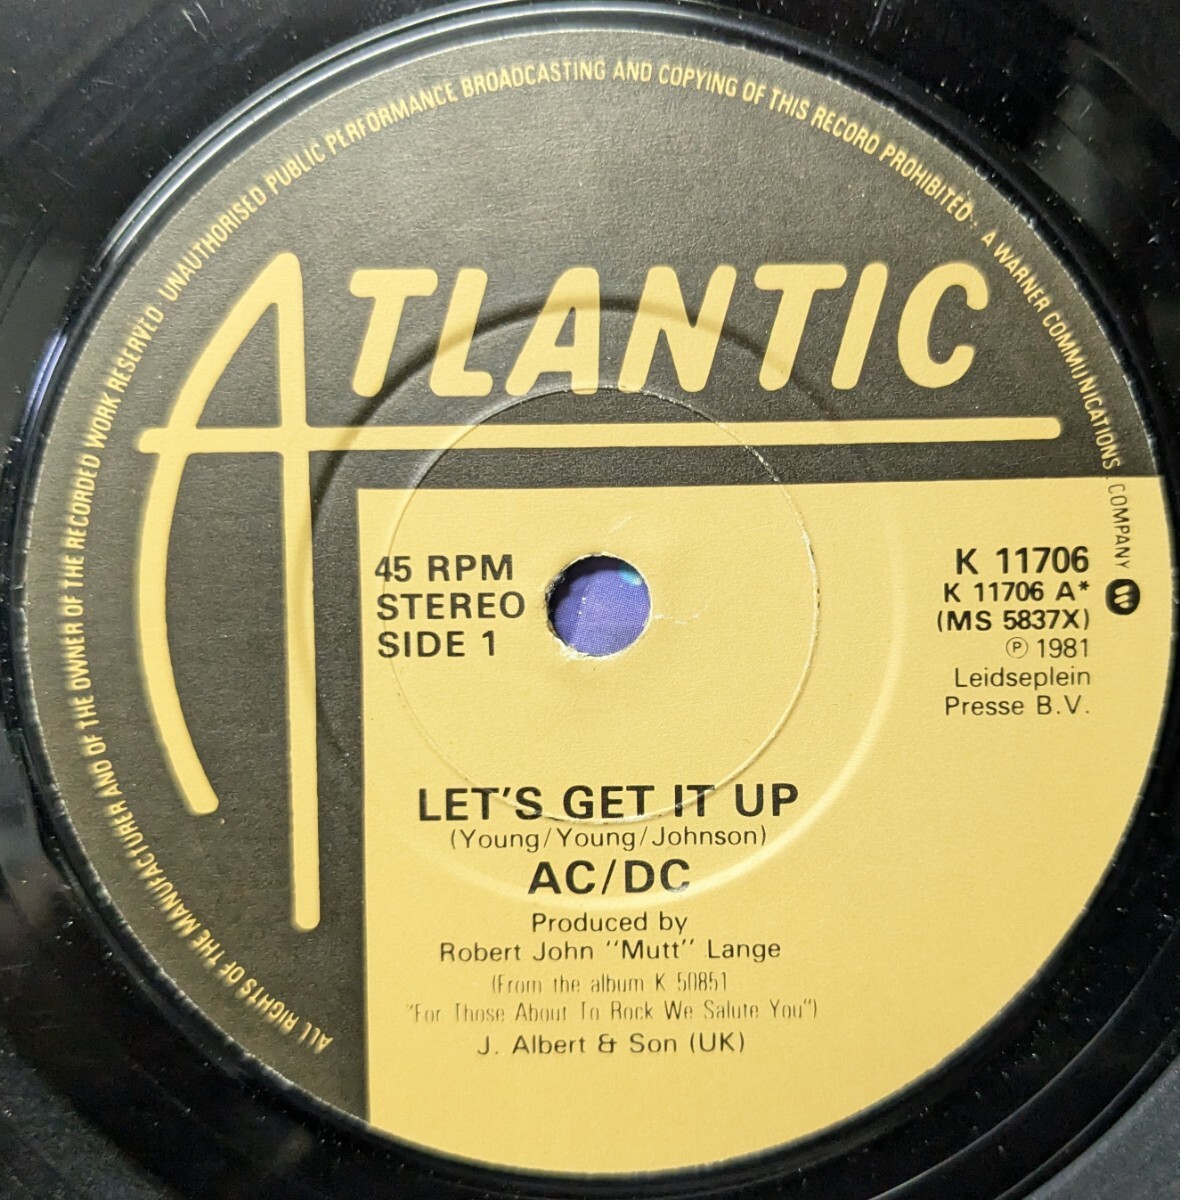 ALL RIGHTS OF THE MANUFACTURER AND OF THE OWNER OF THE RECORDED WORK RESERVED · UNAUTHORISED PUBLIC PERFORMANCE BROADCASTING AND COPYING OF THIS RECORD PROHIBITED · A WARNER COMMUNICATIONS COMPANY
ATLANTIC
45 RPM
STEREO
SIDE 1
K 11706
K 11706 A*
(MS 5837X)
℗ 1981
Leidseplein
Presse B.V.
LET'S GET IT UP
(Young/Young/Johnson)
AC/DC
Produced by
Robert John "Mutt" Lange
(From the album K 50851
"For Those About To Rock We Salute You")
J. Albert & Son (UK)